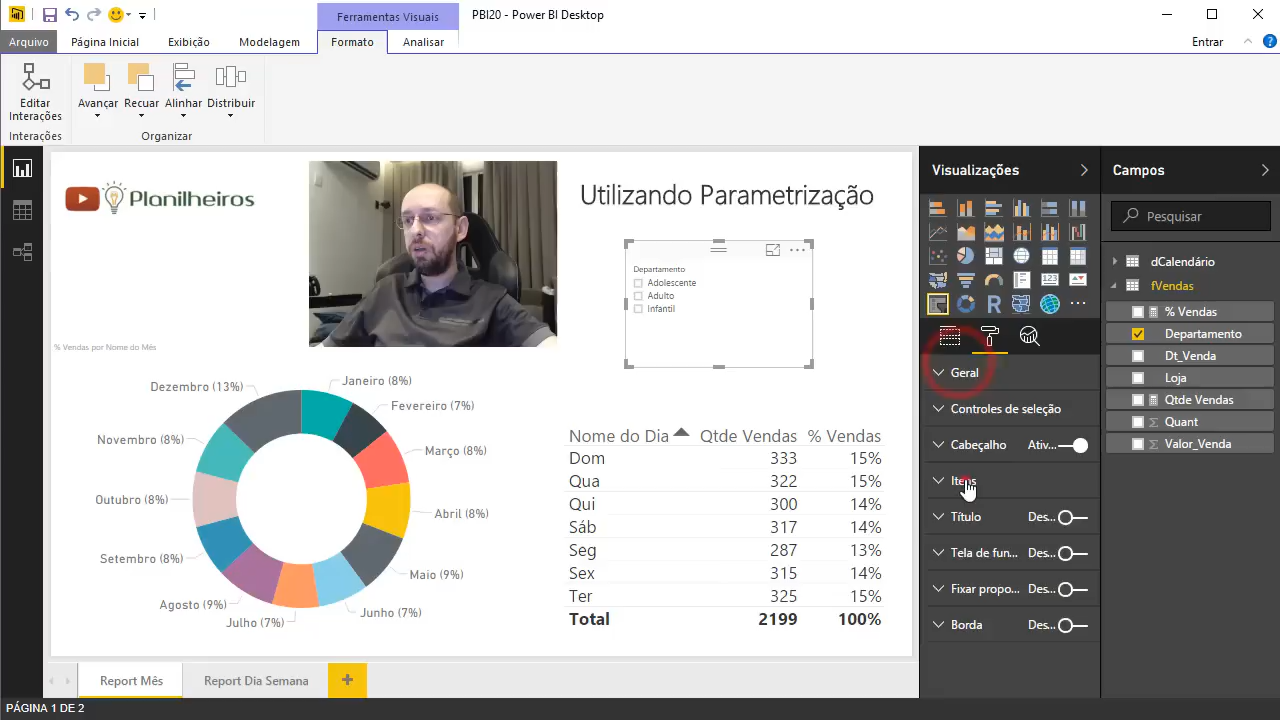 Ferramentas Visuais
PBI20 - Power BI Desktop
Arquivo
Página Inicial
Exibição
Modelagem
Formato
Analisar
Entrar
Editar
Interações
Avançar
Recuar
Alinhar
Distribuir
Interações
Organizar
Planilheiros
Utilizando Parametrização
Departamento
Adolescente
Adulto
Infantil
% Vendas por Nome do Mês
Dezembro (13%)
Janeiro (8%)
Fevereiro (7%)
Novembro (8%)
Março (8%)
Outubro (8%)
Abril (8%)
Setembro (8%)
Maio (9%)
Agosto (9%)
Junho (7%)
Julho (7%)
Nome do Dia Qtde Vendas % Vendas
Dom 333 15%
Qua 322 15%
Qui 300 14%
Sáb 317 14%
Seg 287 13%
Sex 315 14%
Ter 325 15%
Total 2199 100%
Visualizações
R
Geral
Controles de seleção
Cabeçalho Ativ...
Itens
Título Des...
Tela de fun... Des...
Fixar propo... Des...
Borda Des...
Campos
Pesquisar
dCalendário
fVendas
% Vendas
Departamento
Dt_Venda
Loja
Qtde Vendas
Σ Quant
Σ Valor_Venda
Report Mês
Report Dia Semana
+
PÁGINA 1 DE 2